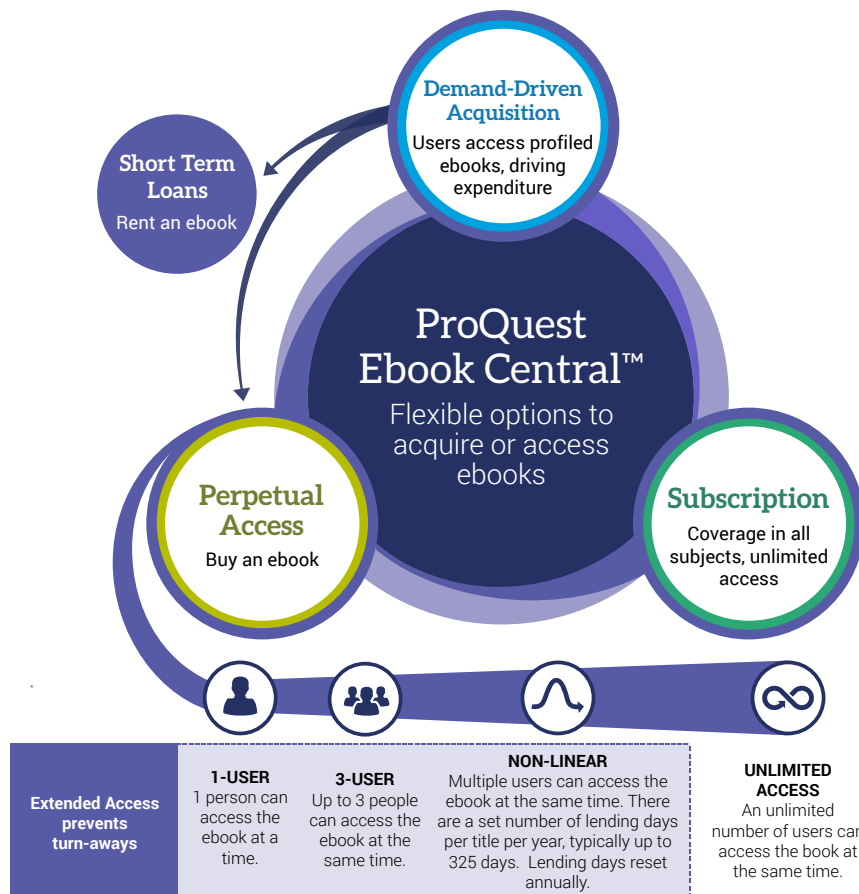 Demand-Driven
Acquisition
Users access profiled
ebooks, driving
expenditure
Short Term
Loans
Rent an ebook
ProQuest
Ebook Central™
Flexible options to
acquire or access
ebooks
Perpetual
Access
Buy an ebook
Subscription
Coverage in all
subjects, unlimited
access
Extended Access
prevents
turn-aways
1-USER
1 person can
access the
ebook at a
time.
3-USER
Up to 3 people
can access the
ebook at the
same time.
NON-LINEAR
Multiple users can access the
ebook at the same time. There
are a set number of lending days
per title per year, typically up to
325 days. Lending days reset
annually.
UNLIMITED
ACCESS
An unlimited
number of users can
access the book at
the same time.